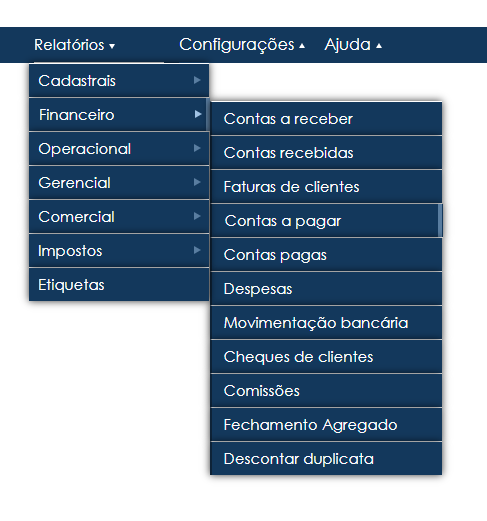 Relatórios ▾ Configurações ▴ Ajuda ▴
Cadastrais
Financeiro
Operacional
Gerencial
Comercial
Impostos
Etiquetas
Contas a receber
Contas recebidas
Faturas de clientes
Contas a pagar
Contas pagas
Despesas
Movimentação bancária
Cheques de clientes
Comissões
Fechamento Agregado
Descontar duplicata